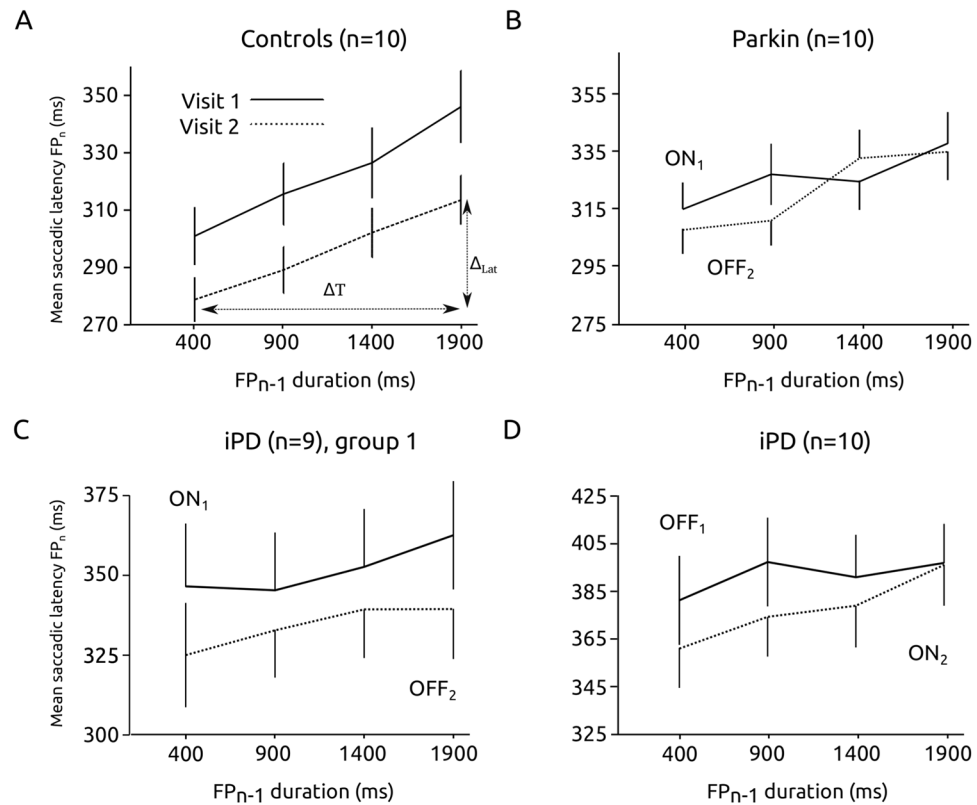 A
Controls (n=10)
Mean saccadic latency FPn (ms)
350
330
310
290
270
Visit 1
Visit 2
ΔT
ΔLat
400 900 1400 1900
FPn-1 duration (ms)
B
Parkin (n=10)
355
335
315
295
275
ON1
OFF2
400 900 1400 1900
FPn-1 duration (ms)
C
iPD (n=9), group 1
Mean saccadic latency FPn (ms)
375
350
325
300
ON1
OFF2
400 900 1400 1900
FPn-1 duration (ms)
D
iPD (n=10)
425
405
385
365
345
325
OFF1
ON2
400 900 1400 1900
FPn-1 duration (ms)